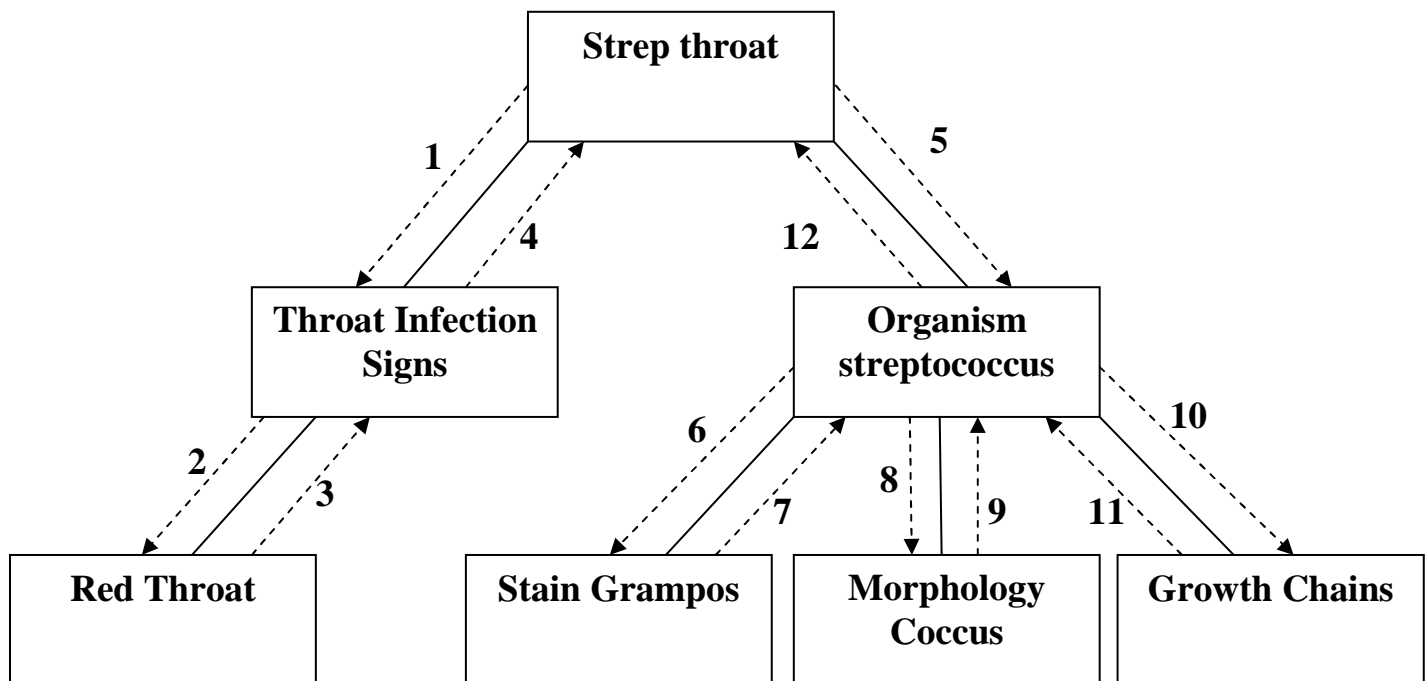 Strep throat
1
5
4
12
Throat Infection
Signs
Organism
streptococcus
2
3
6
7
8
9
10
11
Red Throat
Stain Grampos
Morphology
Coccus
Growth Chains